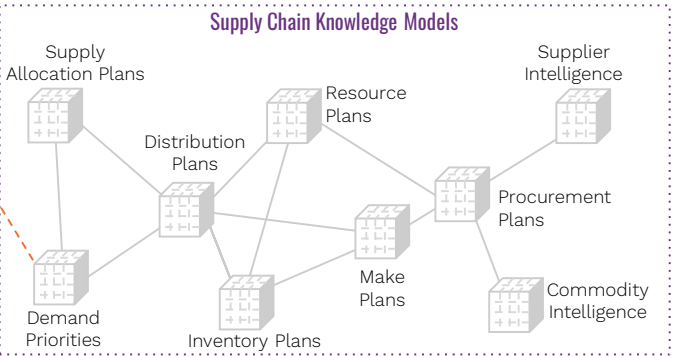 Supply Chain Knowledge Models
Supply
Allocation Plans
Supplier
Intelligence
Resource
Plans
Distribution
Plans
Procurement
Plans
Make
Plans
Commodity
Intelligence
Demand
Priorities
Inventory Plans